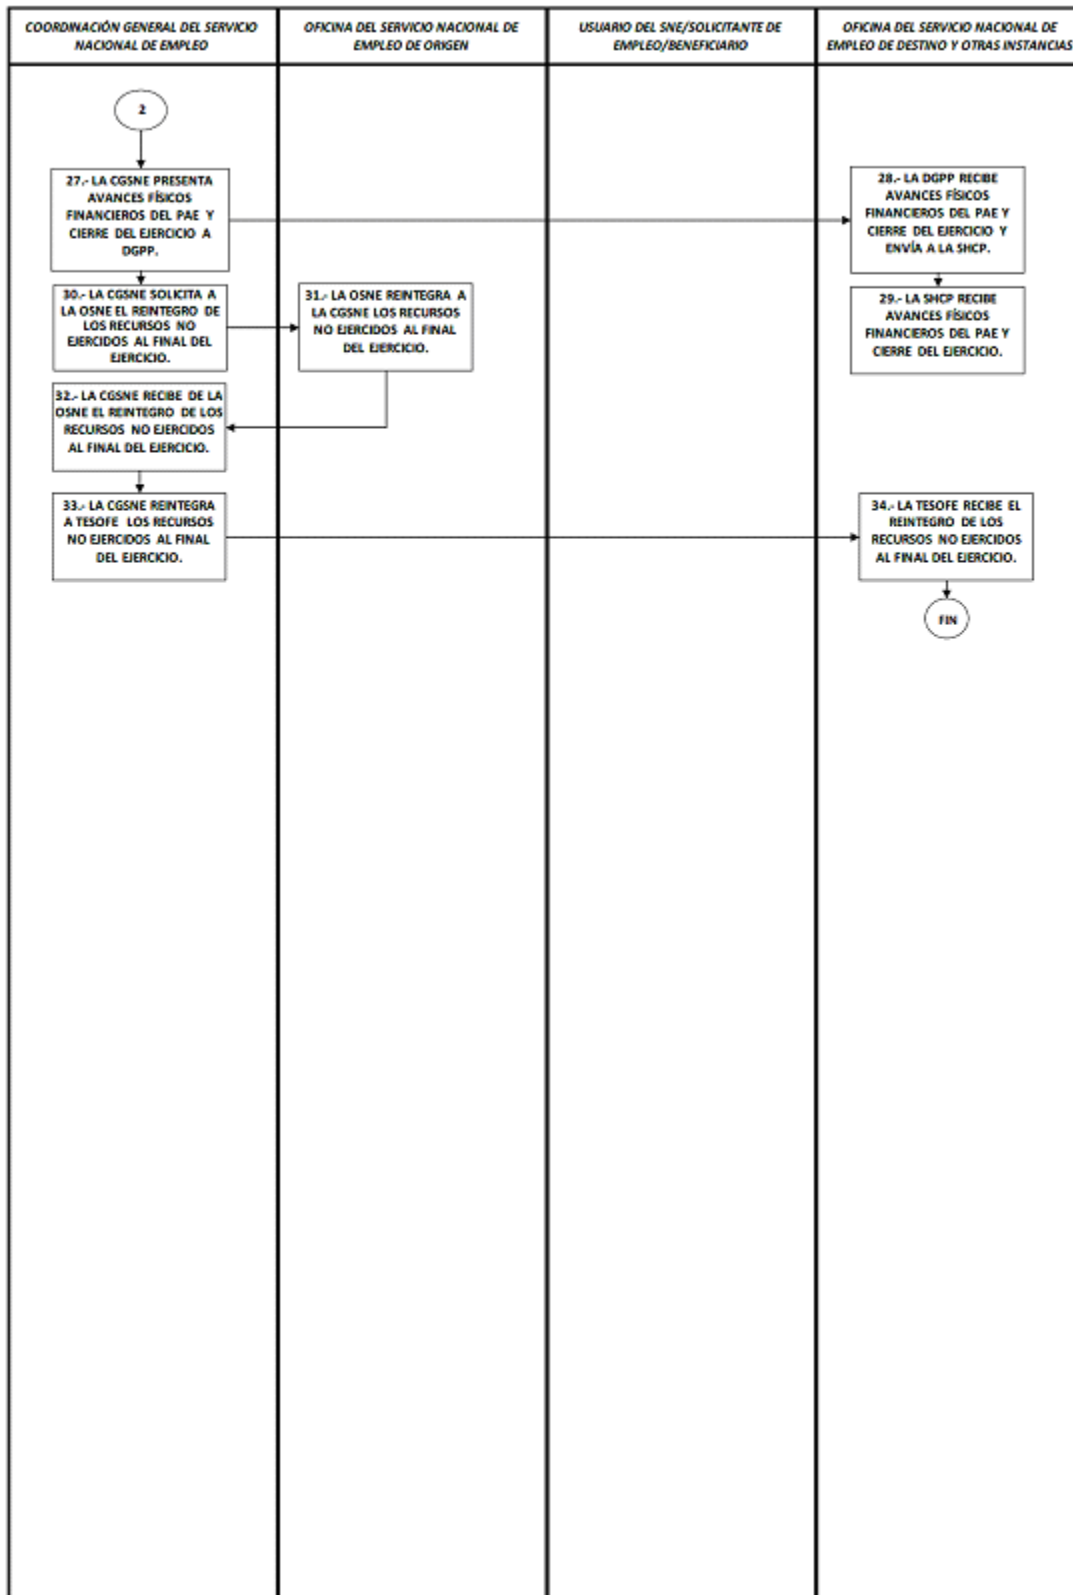 COORDINACIÓN GENERAL DEL SERVICIO
NACIONAL DE EMPLEO
OFICINA DEL SERVICIO NACIONAL DE
EMPLEO DE ORIGEN
USUARIO DEL SNE/SOLICITANTE DE
EMPLEO/BENEFICIARIO
OFICINA DEL SERVICIO NACIONAL DE
EMPLEO DE DESTINO Y OTRAS INSTANCIAS
2
27.- LA CGSNE PRESENTA
AVANCES FÍSICOS
FINANCIEROS DEL PAE Y
CIERRE DEL EJERCICIO A
DGPP.
28.- LA DGPP RECIBE
AVANCES FÍSICOS
FINANCIEROS DEL PAE Y
CIERRE DEL EJERCICIO Y
ENVÍA A LA SHCP.
29.- LA SHCP RECIBE
AVANCES FÍSICOS
FINANCIEROS DEL PAE Y
CIERRE DEL EJERCICIO.
30.- LA CGSNE SOLICITA A
LA OSNE EL REINTEGRO DE
LOS RECURSOS NO
EJERCIDOS AL FINAL DEL
EJERCICIO.
31.- LA OSNE REINTEGRA A
LA CGSNE LOS RECURSOS
NO EJERCIDOS AL FINAL
DEL EJERCICIO.
32.- LA CGSNE RECIBE DE LA
OSNE EL REINTEGRO DE LOS
RECURSOS NO EJERCIDOS
AL FINAL DEL EJERCICIO.
33.- LA CGSNE REINTEGRA
A TESOFE LOS RECURSOS
NO EJERCIDOS AL FINAL
DEL EJERCICIO.
34.- LA TESOFE RECIBE EL
REINTEGRO DE LOS
RECURSOS NO EJERCIDOS
AL FINAL DEL EJERCICIO.
FIN